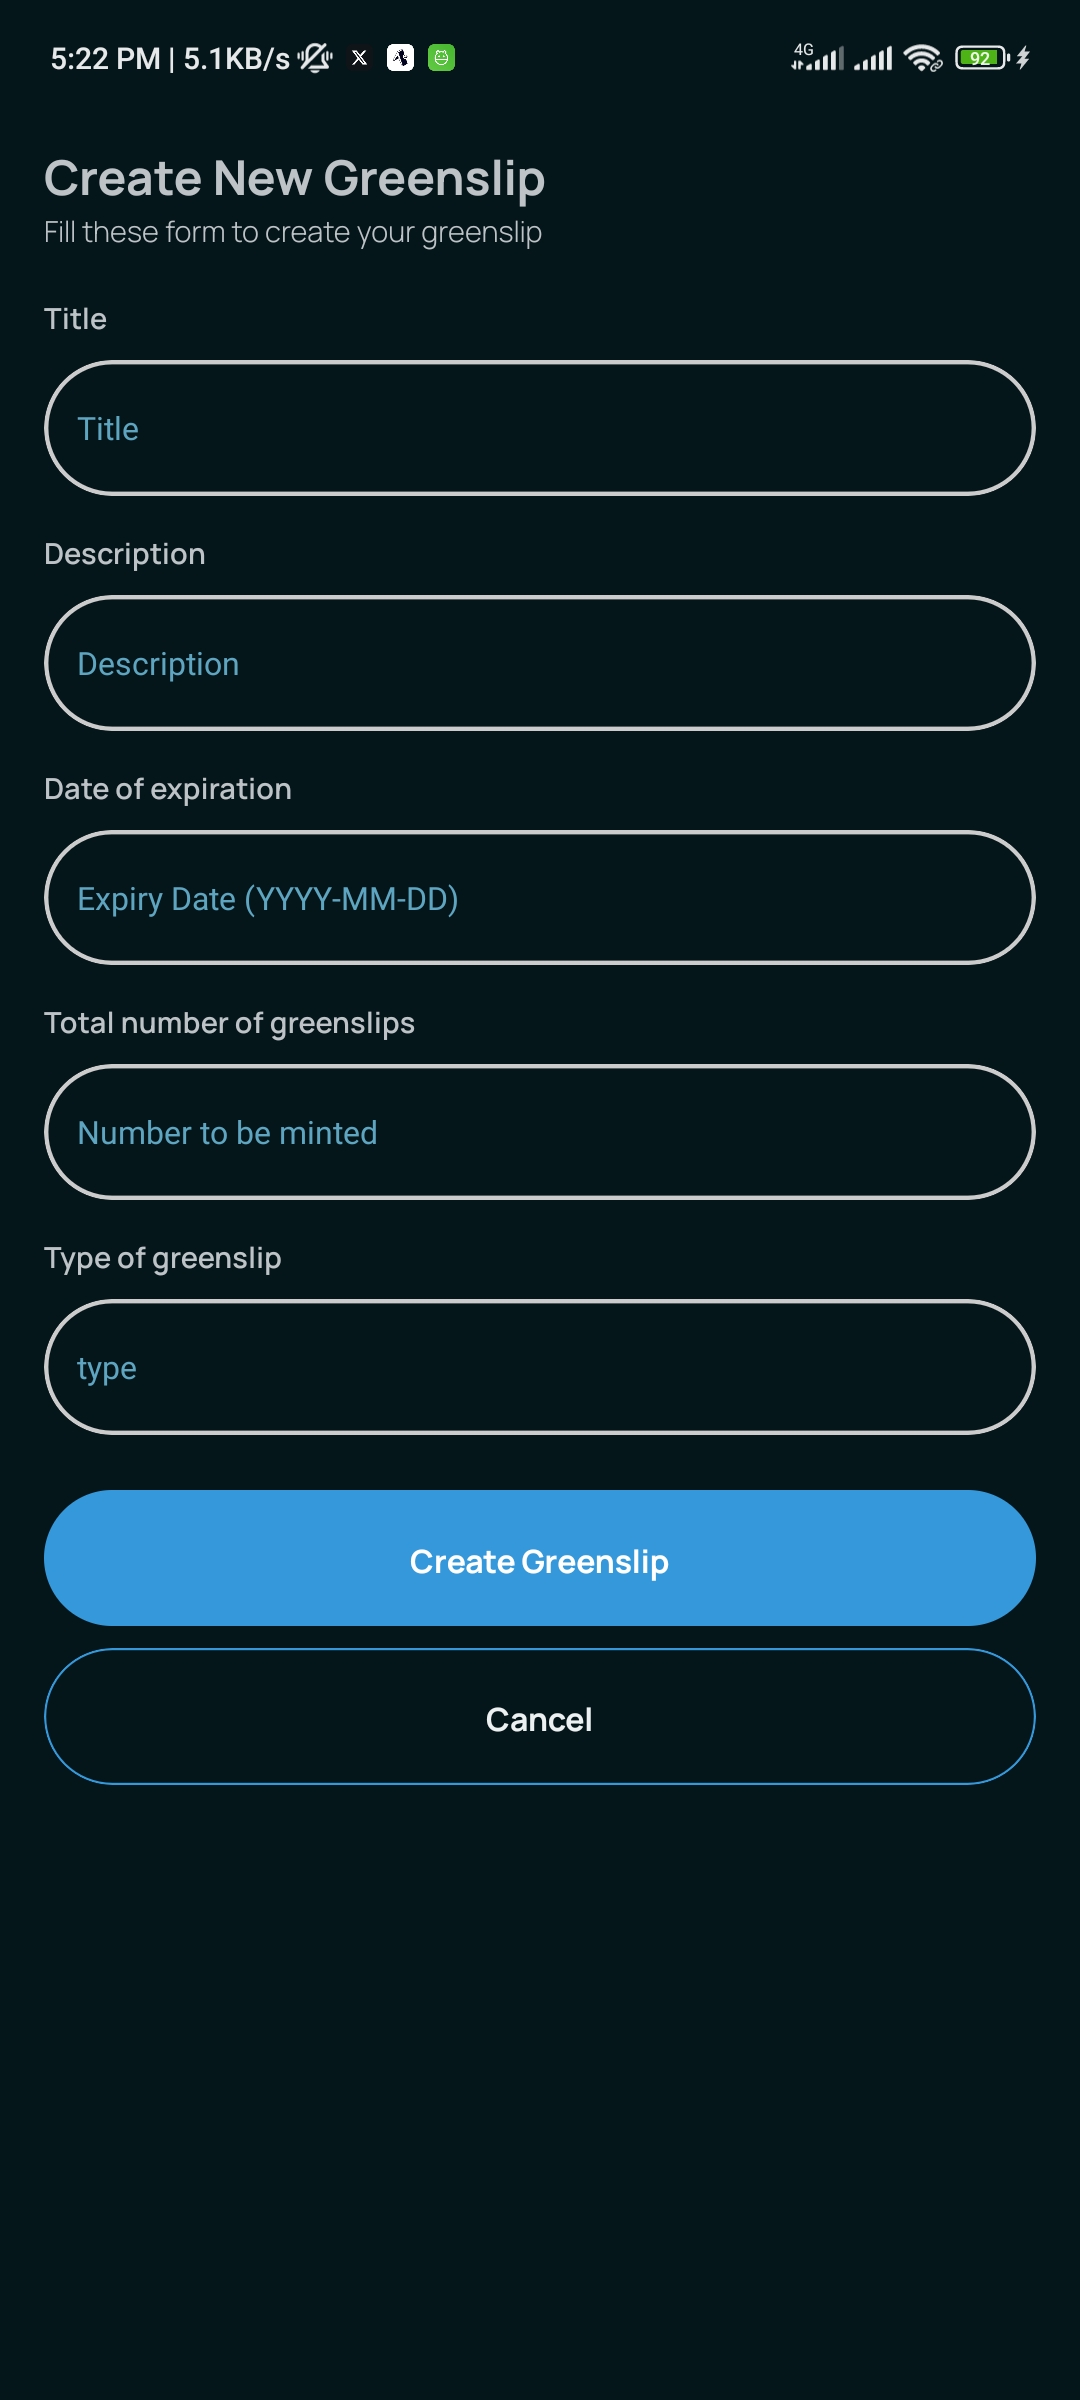 5:22 PM | 5.1KB/s 4G 92
Create New Greenslip
Fill these form to create your greenslip
Title
Title
Description
Description
Date of expiration
Expiry Date (YYYY-MM-DD)
Total number of greenslips
Number to be minted
Type of greenslip
type
Create Greenslip
Cancel